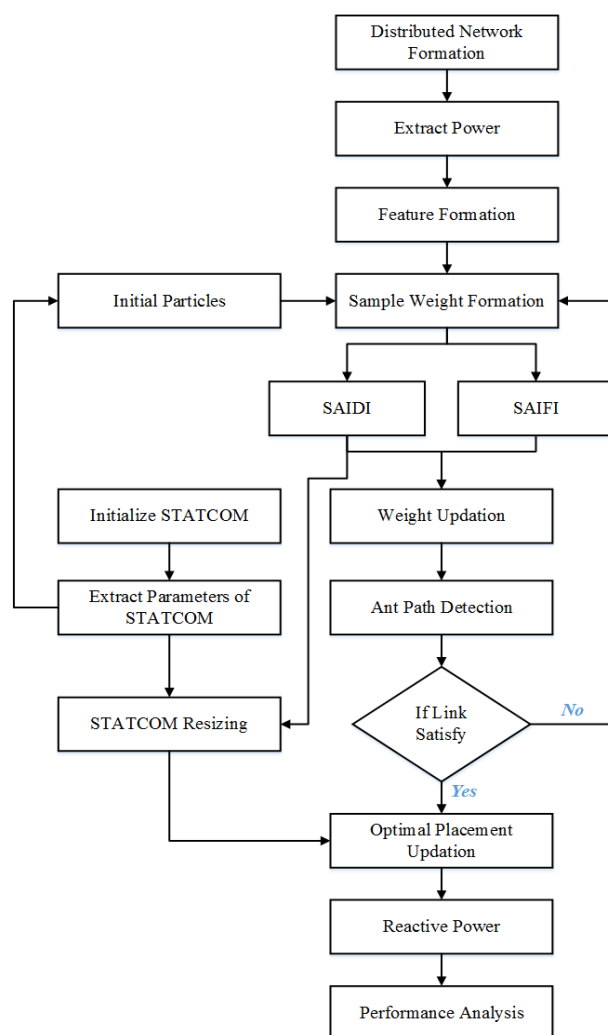 Distributed Network
Formation
Extract Power
Feature Formation
Initial Particles
Sample Weight Formation
SAIDI
SAIFI
Initialize STATCOM
Weight Updation
Extract Parameters of
STATCOM
Ant Path Detection
STATCOM Resizing
If Link
Satisfy
No
Yes
Optimal Placement
Updation
Reactive Power
Performance Analysis